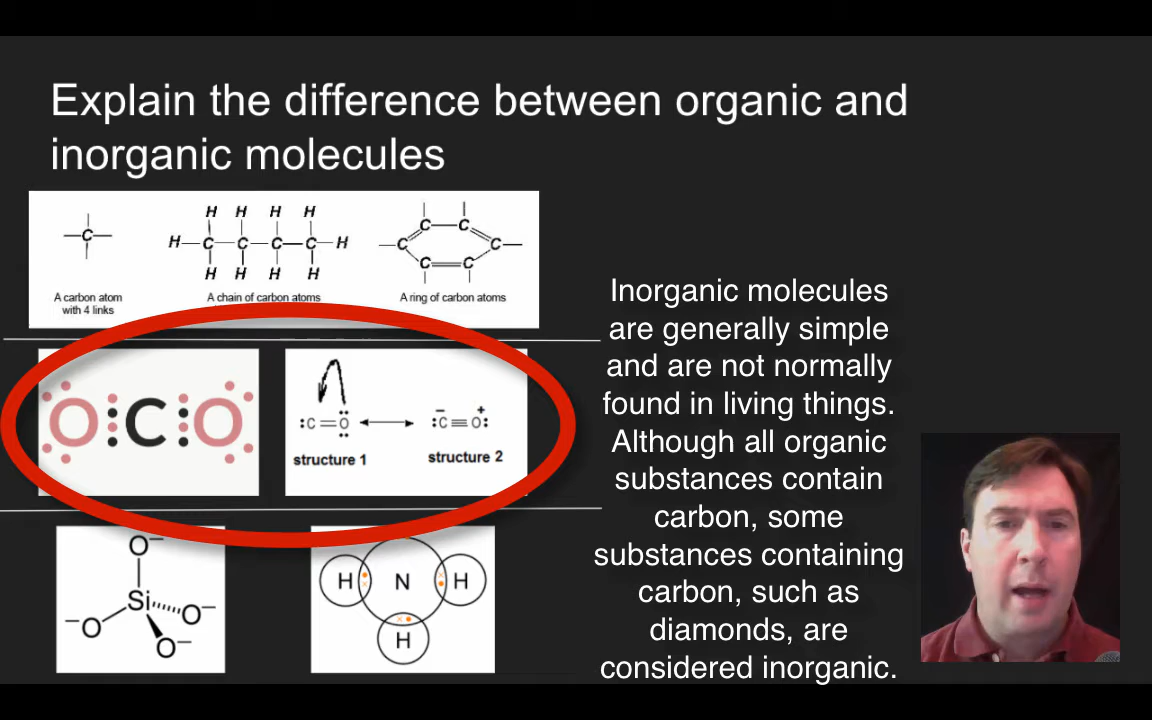 Explain the difference between organic and
inorganic molecules
H H H H
C
H C C C C H
H H H H
C C
C C
C C
A carbon atom
with 4 links
A chain of carbon atoms
A ring of carbon atoms
O C O
:C=O
structure 1
:C≡O:
− +
structure 2
O−
Si
−O
O−
O−
H N H
H
Inorganic molecules
are generally simple
and are not normally
found in living things.
Although all organic
substances contain
carbon, some
substances containing
carbon, such as
diamonds, are
considered inorganic.